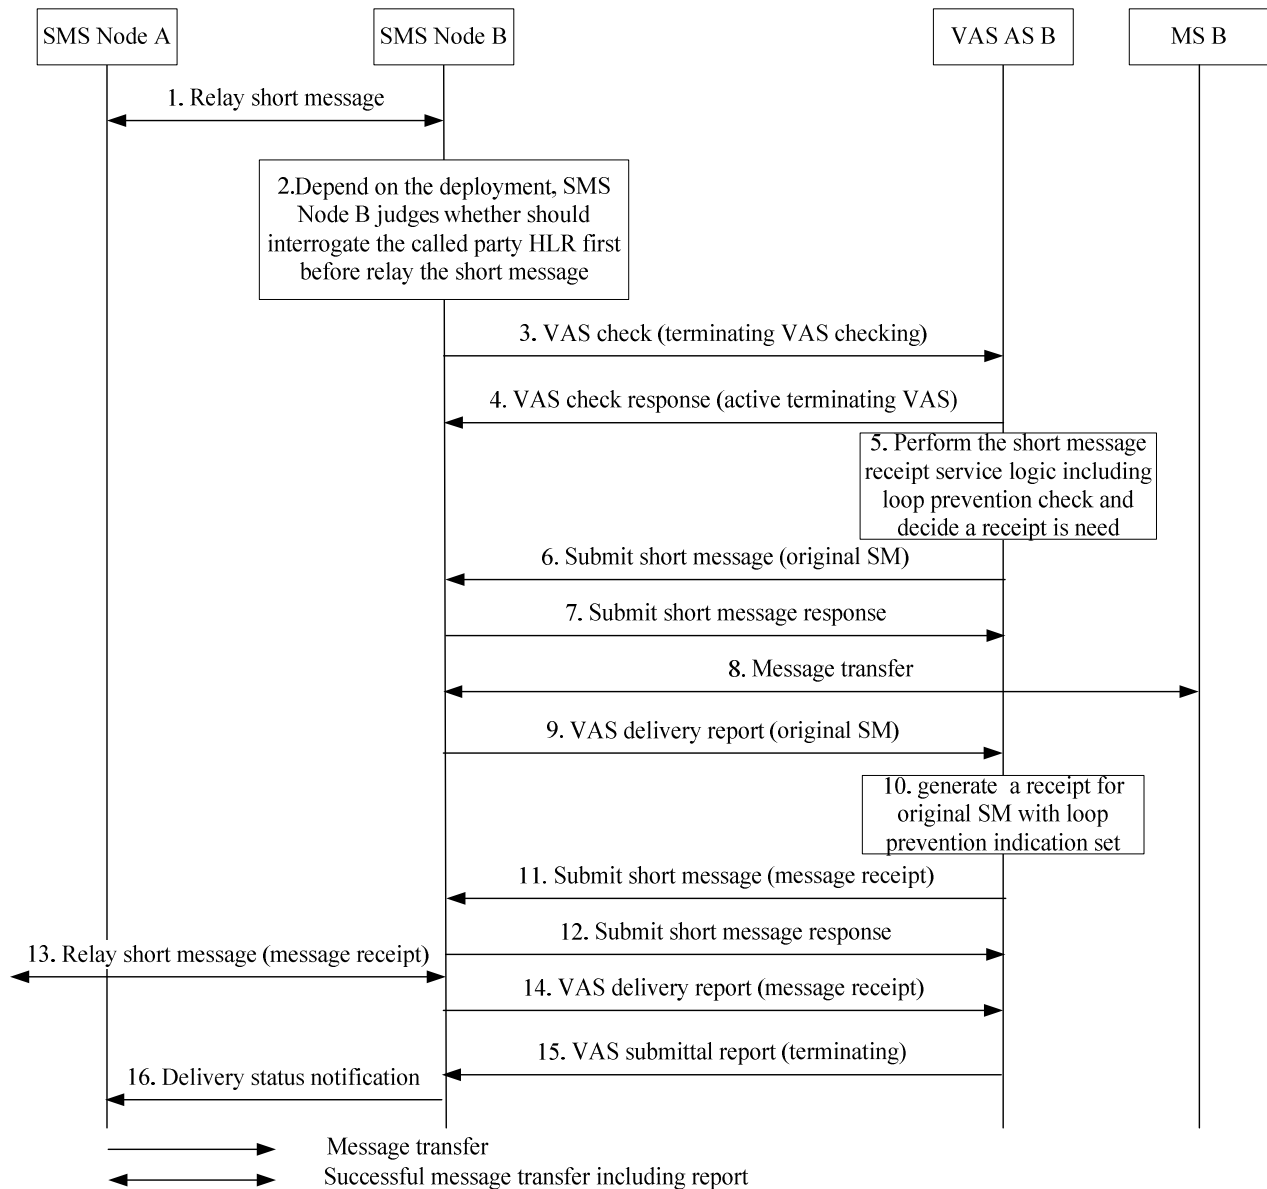 SMS Node A
SMS Node B
VAS AS B
MS B
1. Relay short message
2.Depend on the deployment, SMS
Node B judges whether should
interrogate the called party HLR first
before relay the short message
3. VAS check (terminating VAS checking)
4. VAS check response (active terminating VAS)
5. Perform the short message
receipt service logic including
loop prevention check and
decide a receipt is need
6. Submit short message (original SM)
7. Submit short message response
8. Message transfer
9. VAS delivery report (original SM)
10. generate a receipt for
original SM with loop
prevention indication set
11. Submit short message (message receipt)
12. Submit short message response
13. Relay short message (message receipt)
14. VAS delivery report (message receipt)
15. VAS submittal report (terminating)
16. Delivery status notification
Message transfer
Successful message transfer including report